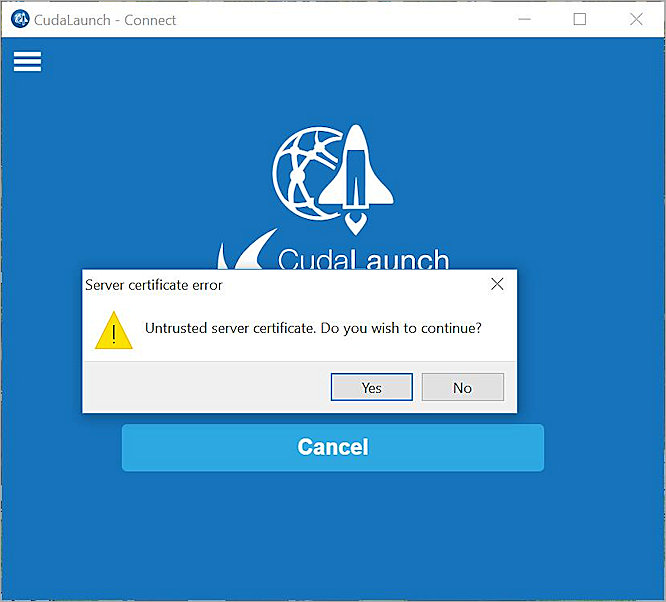 CudaLaunch - Connect
CudaLaunch
Server certificate error
Untrusted server certificate. Do you wish to continue?
Yes No
Cancel